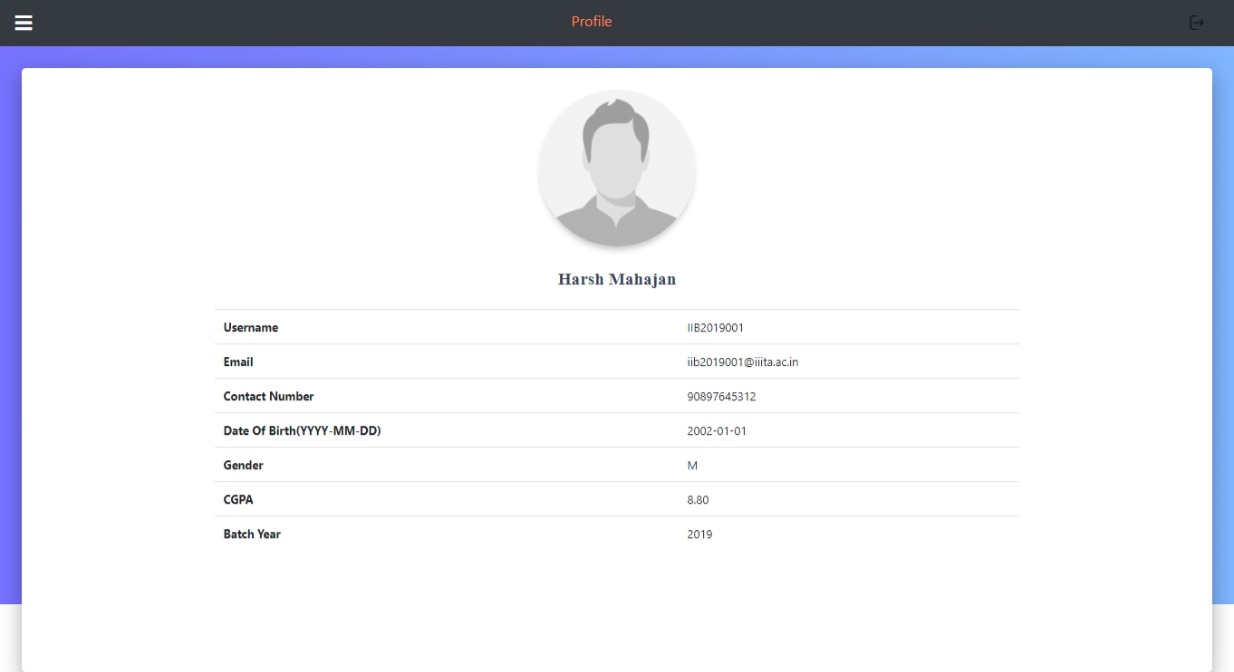 Profile
Harsh Mahajan
Username IIB2019001
Email iib2019001@iiita.ac.in
Contact Number 90897645312
Date Of Birth(YYYY-MM-DD) 2002-01-01
Gender M
CGPA 8.80
Batch Year 2019